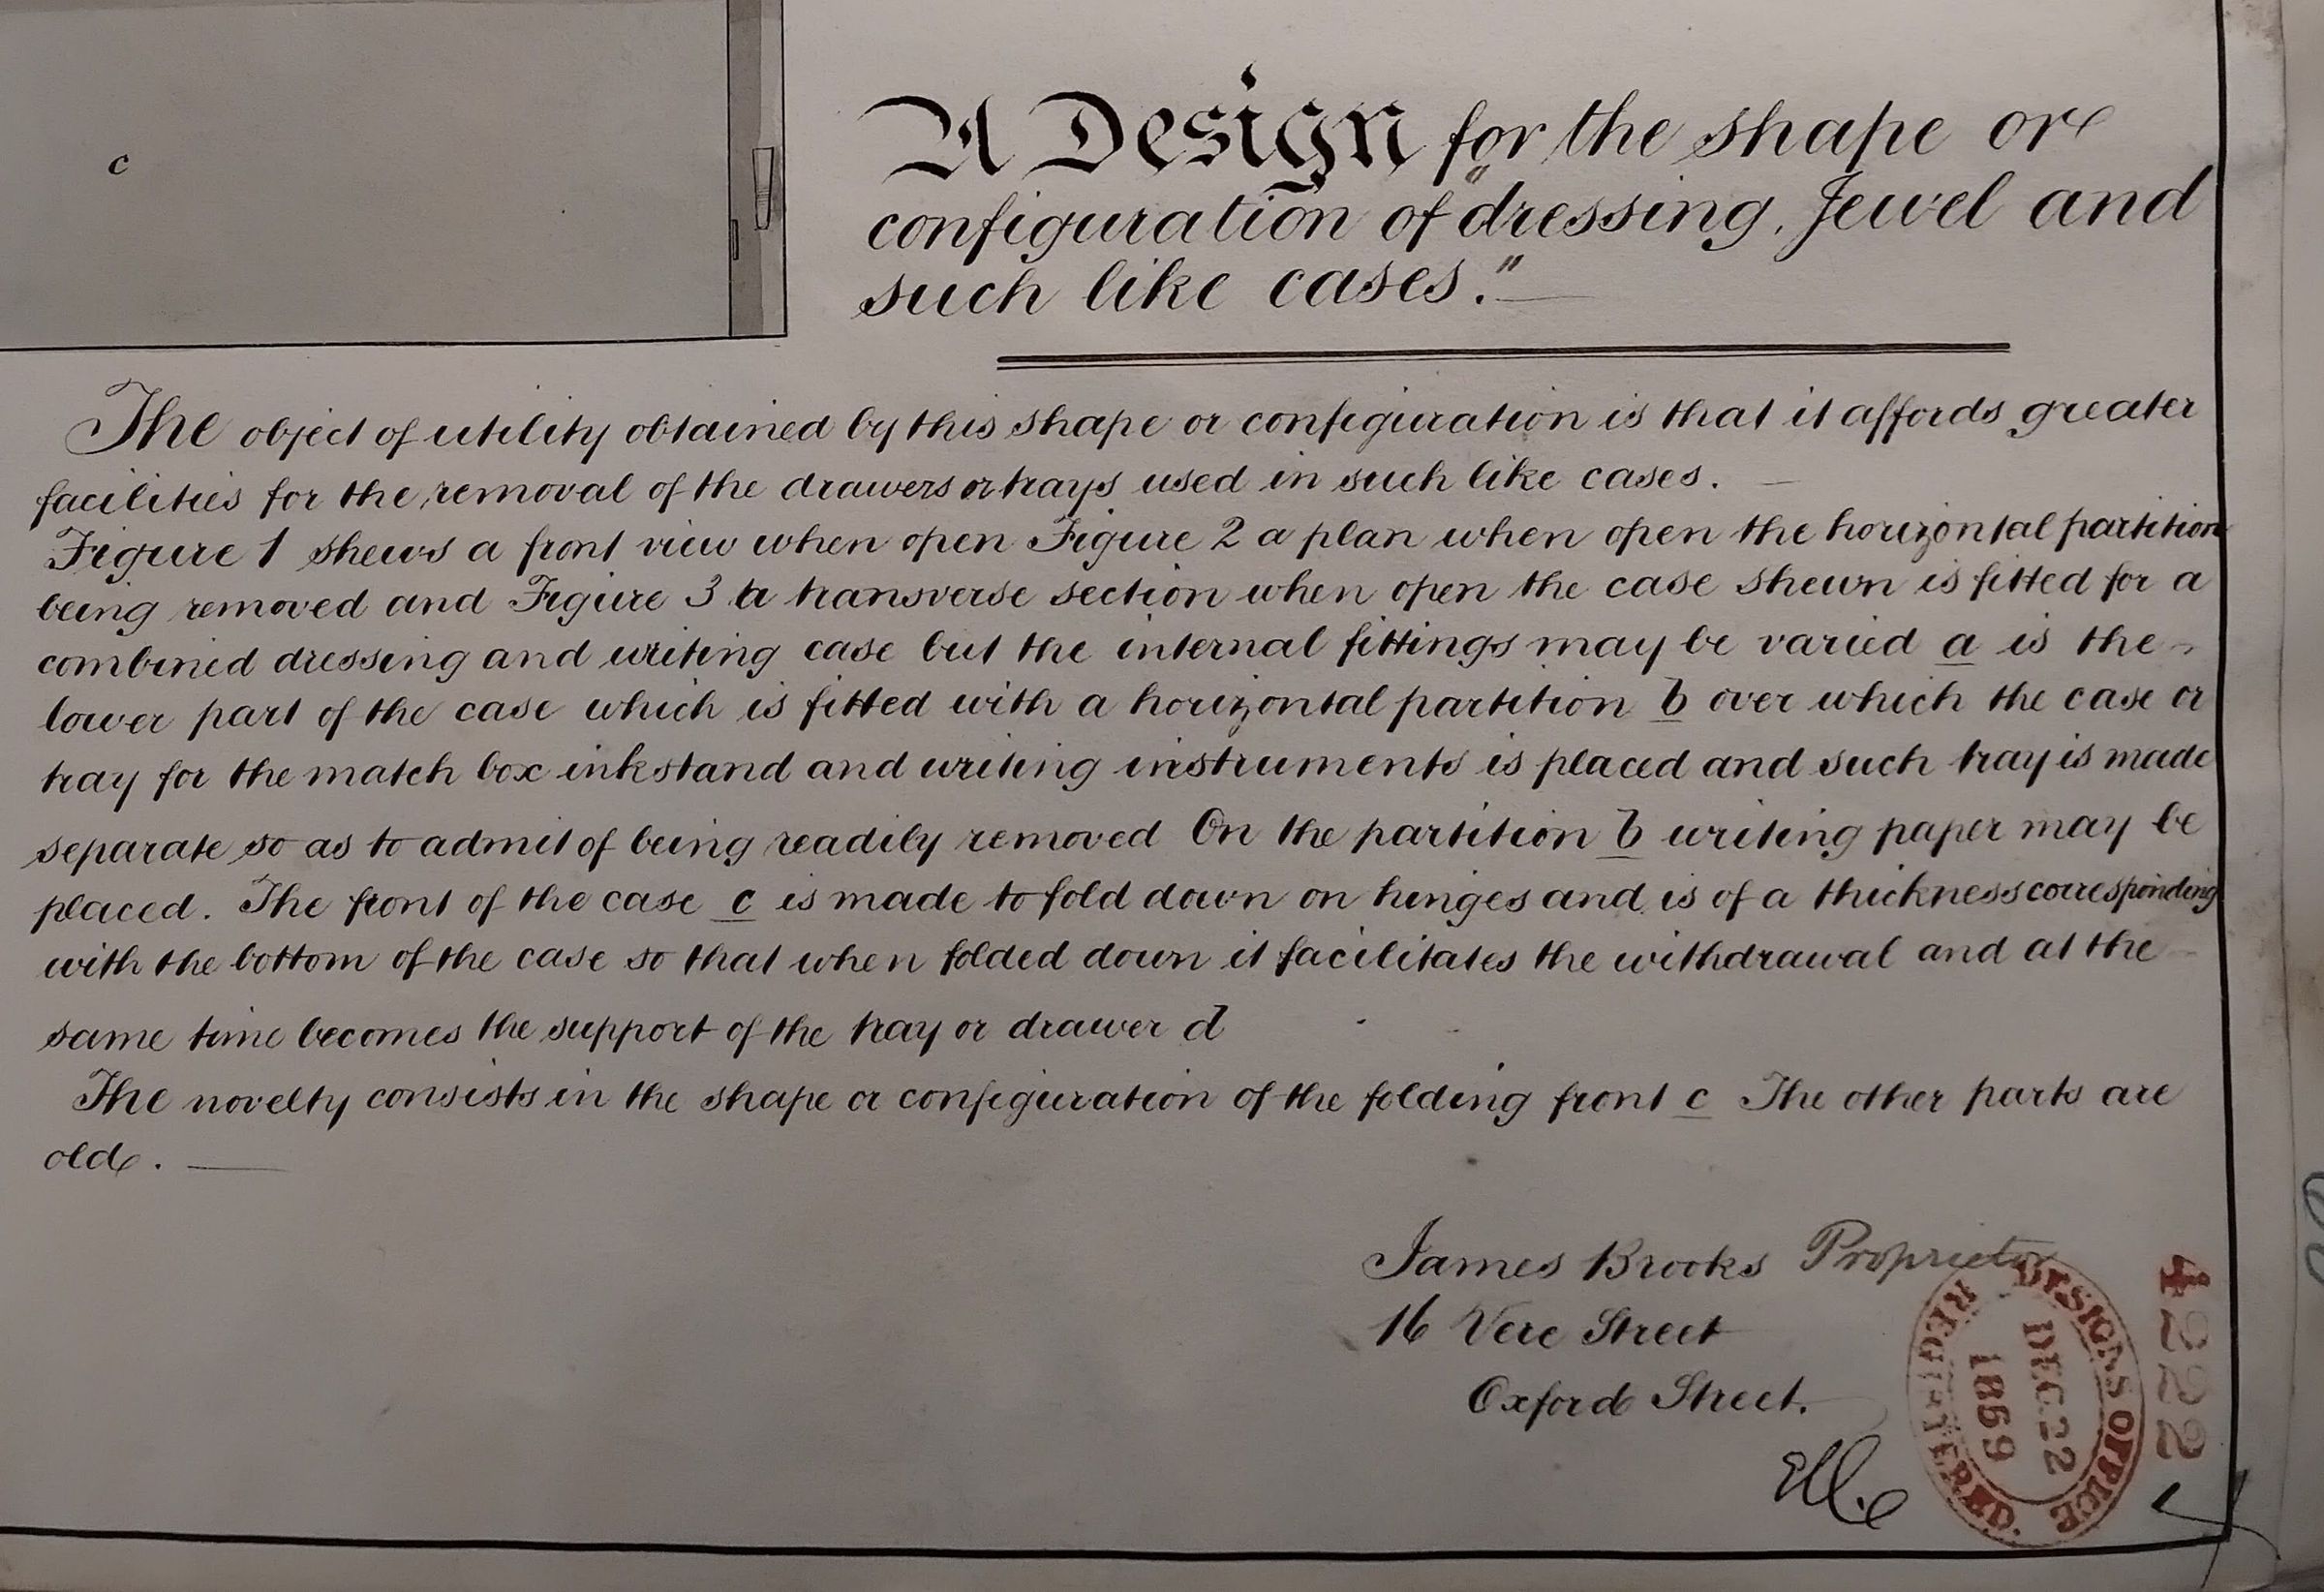 c
A Design for the shape or
configuration of "dressing, Jewel and
such like cases."
The object of utility obtained by this shape or configuration is that it affords greater
facilities for the removal of the drawers or trays used in such like cases.
Figure 1 shews a front view when open Figure 2 a plan when open the horizontal partition
being removed and Figure 3 a transverse section when open the case shewn is fitted for a
combined dressing and writing case but the internal fittings may be varied a is the
lower part of the case which is fitted with a horizontal partition b over which the case or
tray for the match box inkstand and writing instruments is placed and such tray is made
separate so as to admit of being readily removed On the partition b writing paper may be
placed. The front of the case c is made to fold down on hinges and is of a thickness corresponding
with the bottom of the case so that when folded down it facilitates the withdrawal and at the
same time becomes the support of the tray or drawer d
The novelty consists in the shape or configuration of the folding front c The other parts are
old.
James Brooks Proprietor
16 Vere Street
Oxford Street.
REGISTERED. DESIGNS OFFICE
DEC 22
1869
4222